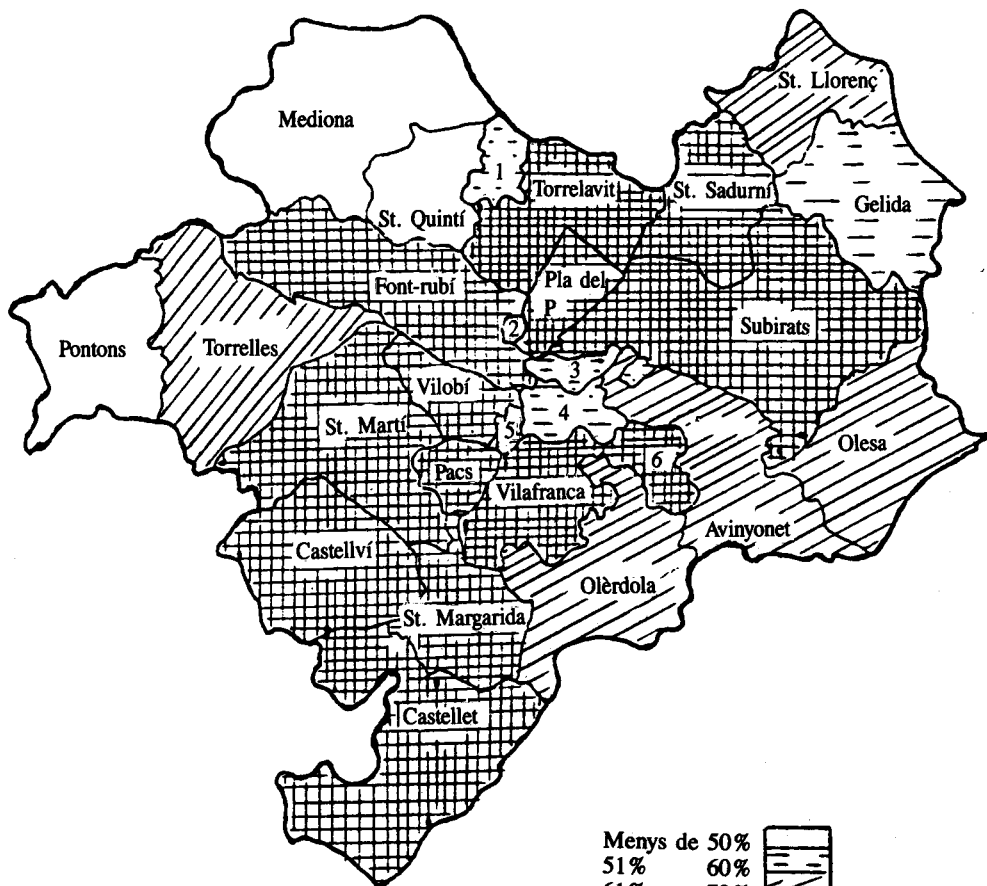 St. Llorenç
Mediona
1
Torrelavit
St. Sadurní
Gelida
St. Quintí
Font-rubí
Pla del
P.
2
Subirats
Pontons
Torrelles
3
Vilobí
4
St. Martí
5
Olesa
Pacs
6
Vilafranca
Avinyonet
Castellví
Olèrdola
St. Margarida
Castellet
Menys de 50%
51% 60%